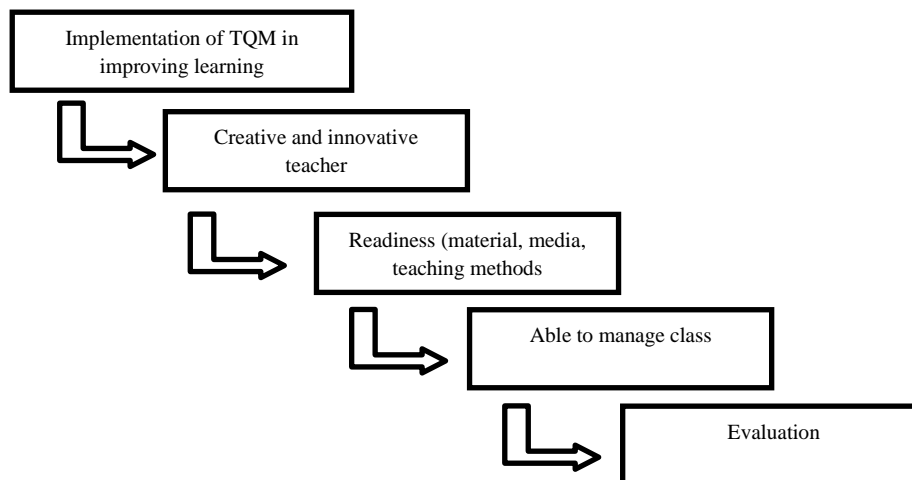 Implementation of TQM in
improving learning
Creative and innovative
teacher
Readiness (material, media,
teaching methods
Able to manage class
Evaluation